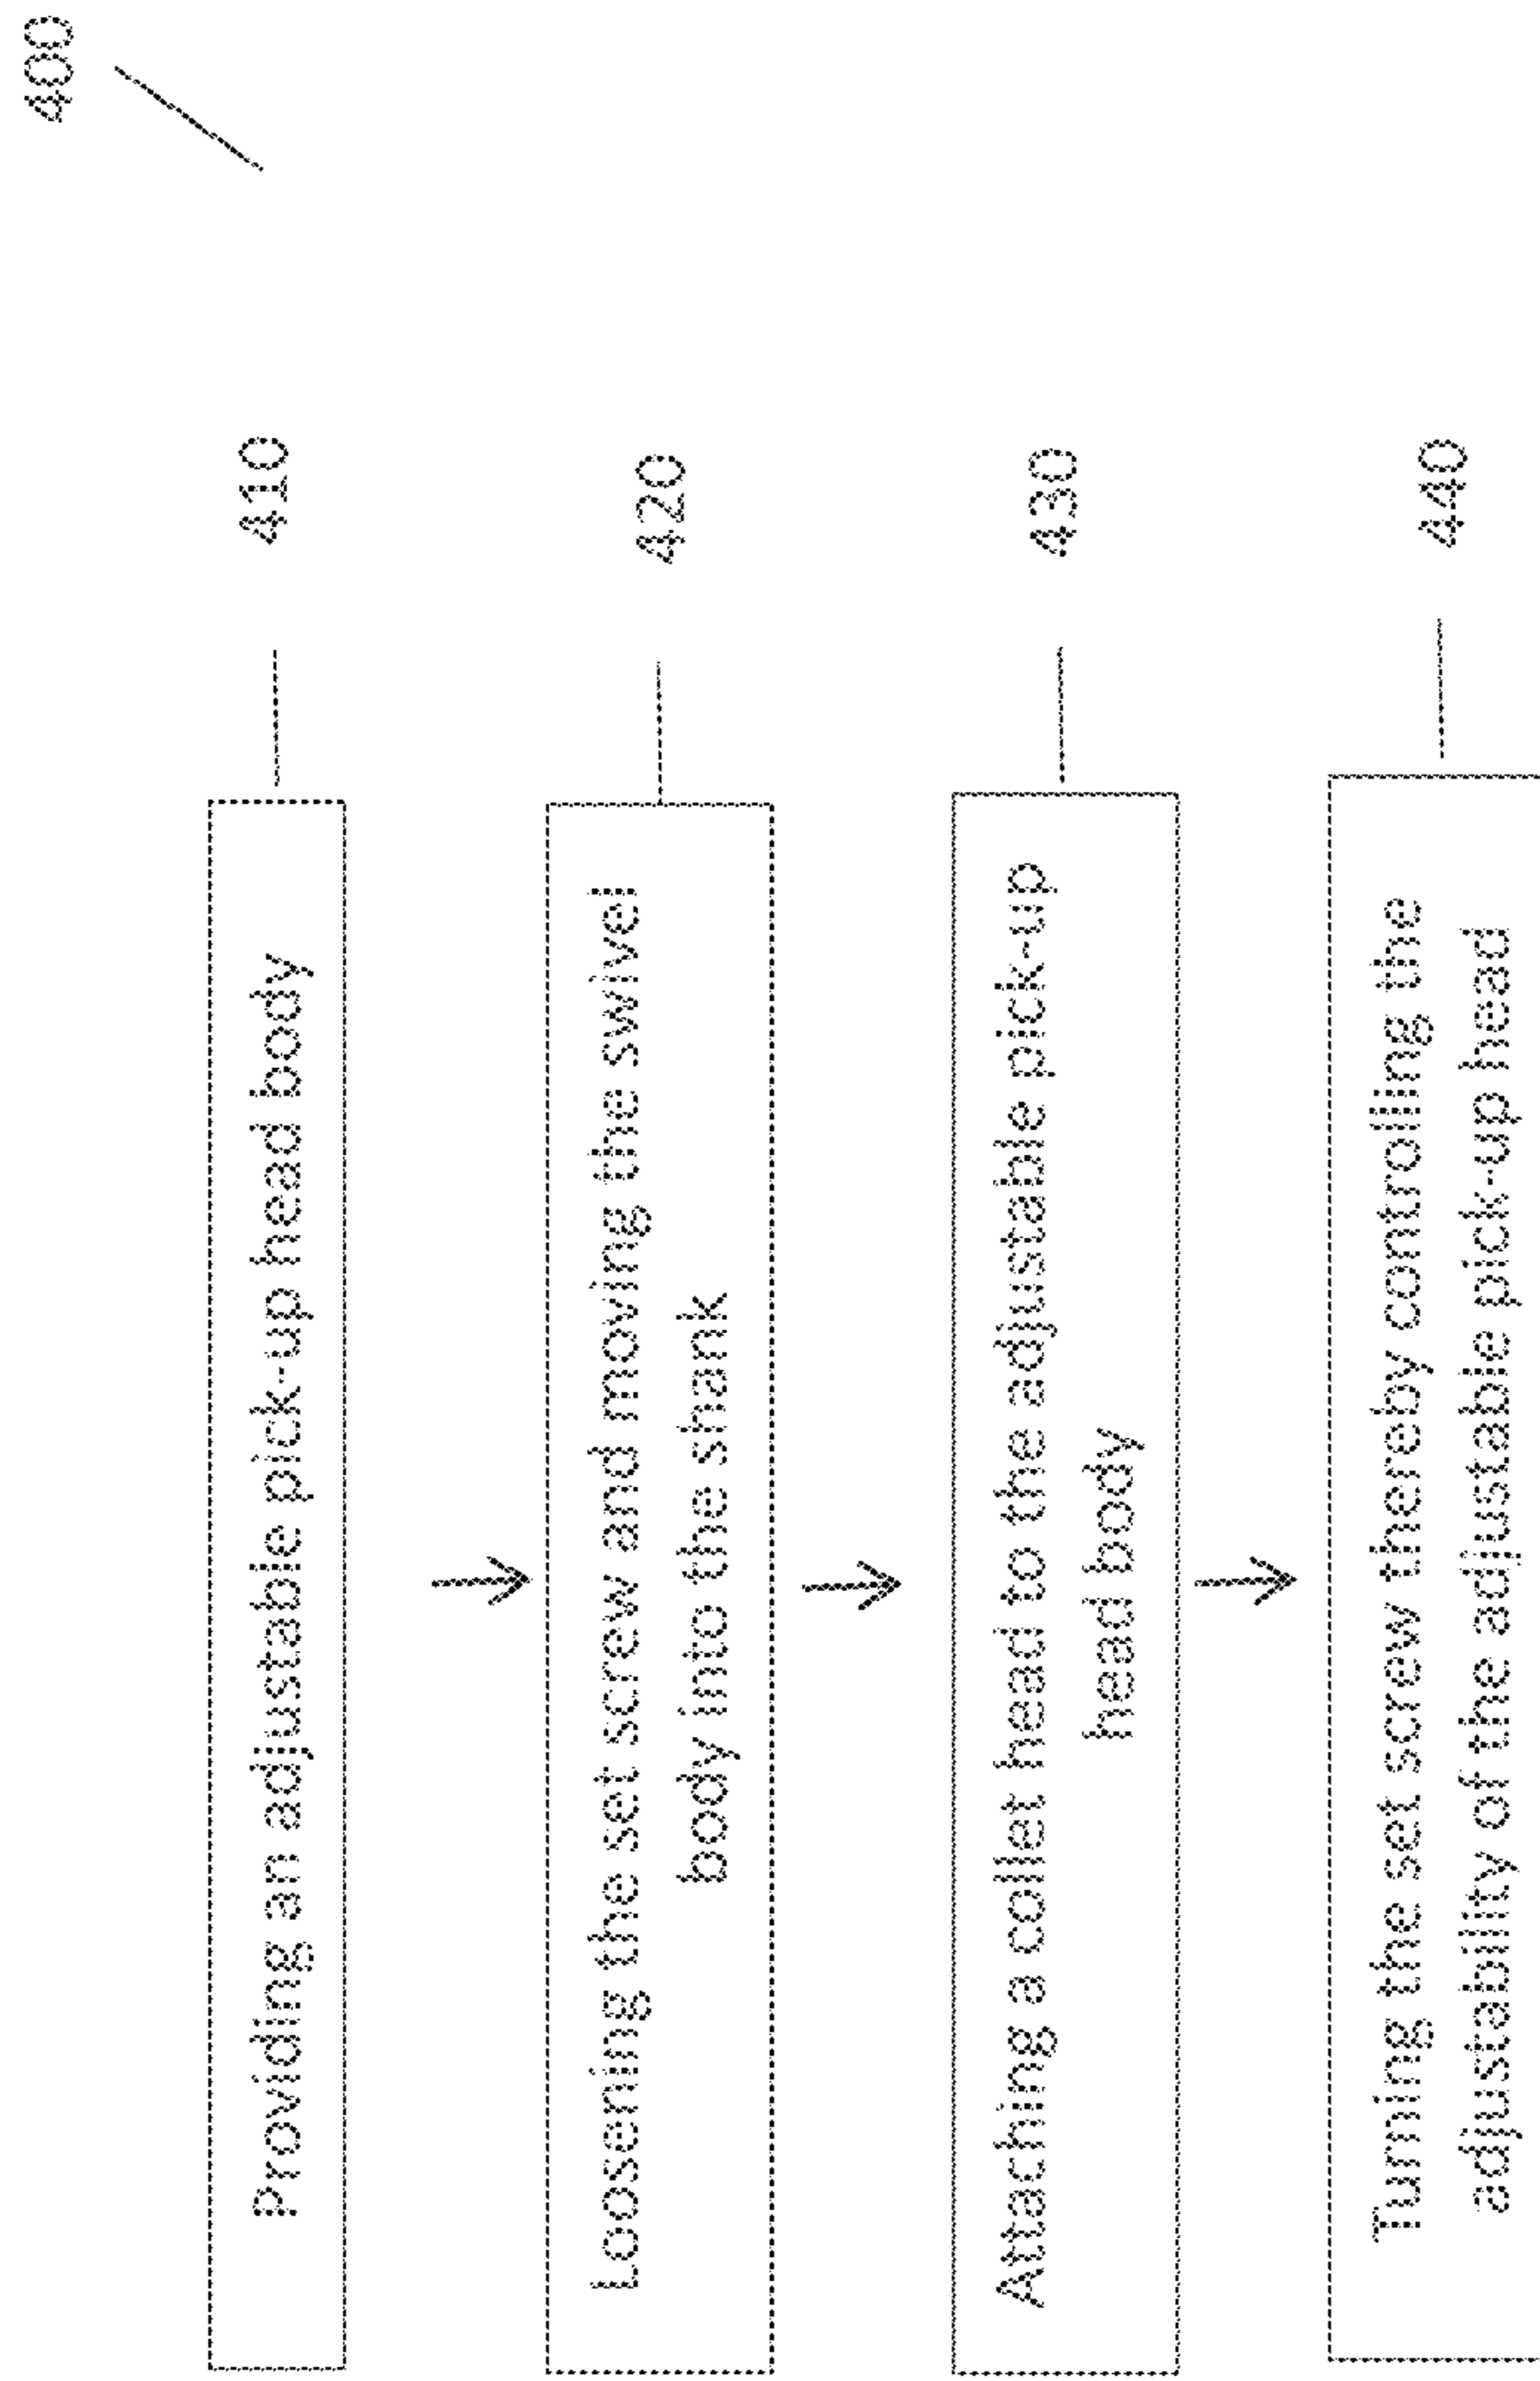 400
Providing an adjustable pick-up head body
410
Loosening the set screw and moving the swivel
body into the shank
420
Attaching a collet head to the adjustable pick-up
head body
430
Turning the set screw thereby controlling the
adjustability of the adjustable pick-up head
440